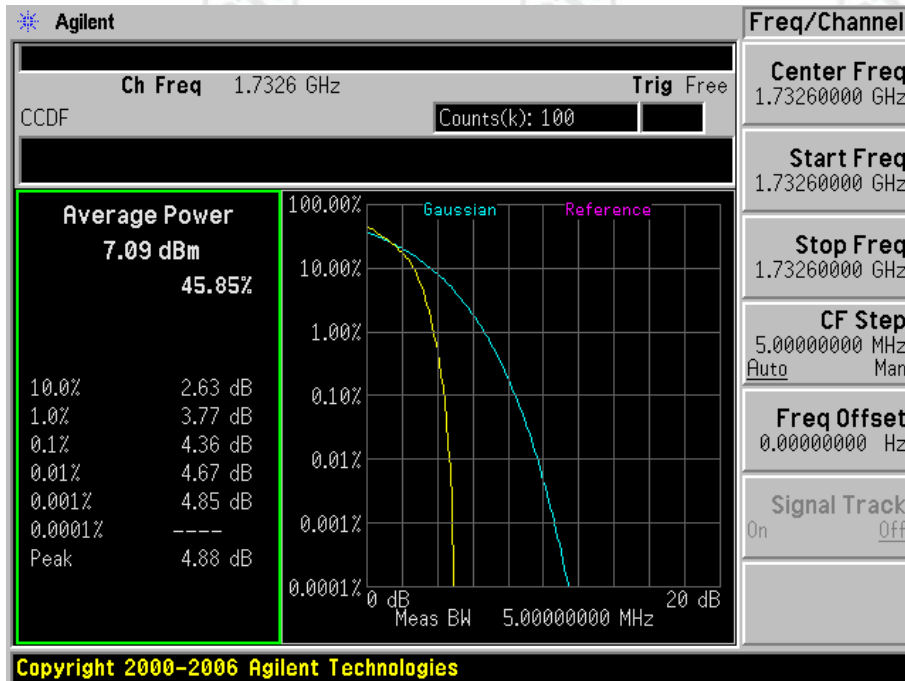 Agilent
Ch Freq 1.7326 GHz Trig Free
CCDF Counts(k): 100
Average Power
7.09 dBm
45.85%
10.0% 2.63 dB
1.0% 3.77 dB
0.1% 4.36 dB
0.01% 4.67 dB
0.001% 4.85 dB
0.0001% ----
Peak 4.88 dB
Gaussian Reference
100.00%
10.00%
1.00%
0.10%
0.01%
0.001%
0.0001%
0 dB 20 dB
Meas BW 5.00000000 MHz
Freq/Channel
Center Freq
1.73260000 GHz
Start Freq
1.73260000 GHz
Stop Freq
1.73260000 GHz
CF Step
5.00000000 MHz
Auto Man
Freq Offset
0.00000000 Hz
Signal Track
On Off
Copyright 2000-2006 Agilent Technologies